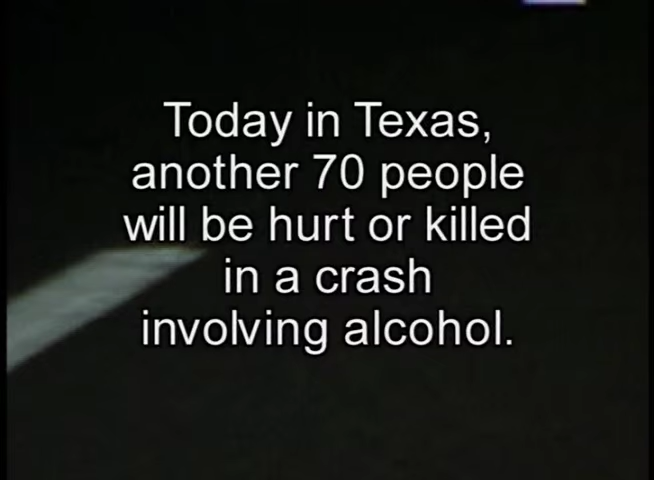 Today in Texas,
another 70 people
will be hurt or killed
in a crash
involving alcohol.